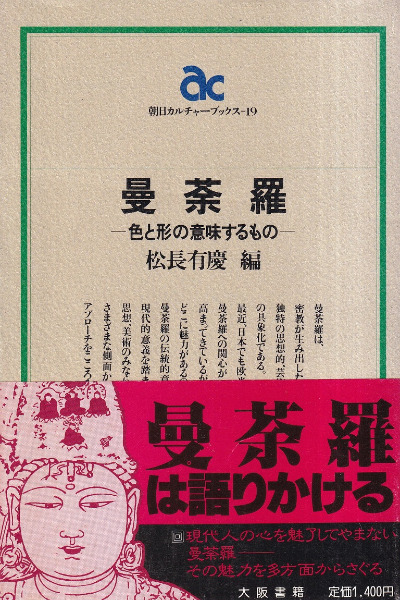 ac
朝日カルチャーブックス-19
曼荼羅
―色と形の意味するもの―
松長有慶 編
曼荼羅は、
密教が生み出した
独特の思想的、芸
の具象化である。
最近、日本でも欧米
曼荼羅への関心が
高まってきているが
どこに魅力がある
曼荼羅の伝統的意
現代的意義を踏ま
思想、美術のみな
さまざまな側面か
アプローチをこころ
曼荼羅
は語りかける
回現代人の心を魅了してやまない
曼荼羅――
その魅力を多方面からさぐる
大阪書籍 定価1,400円